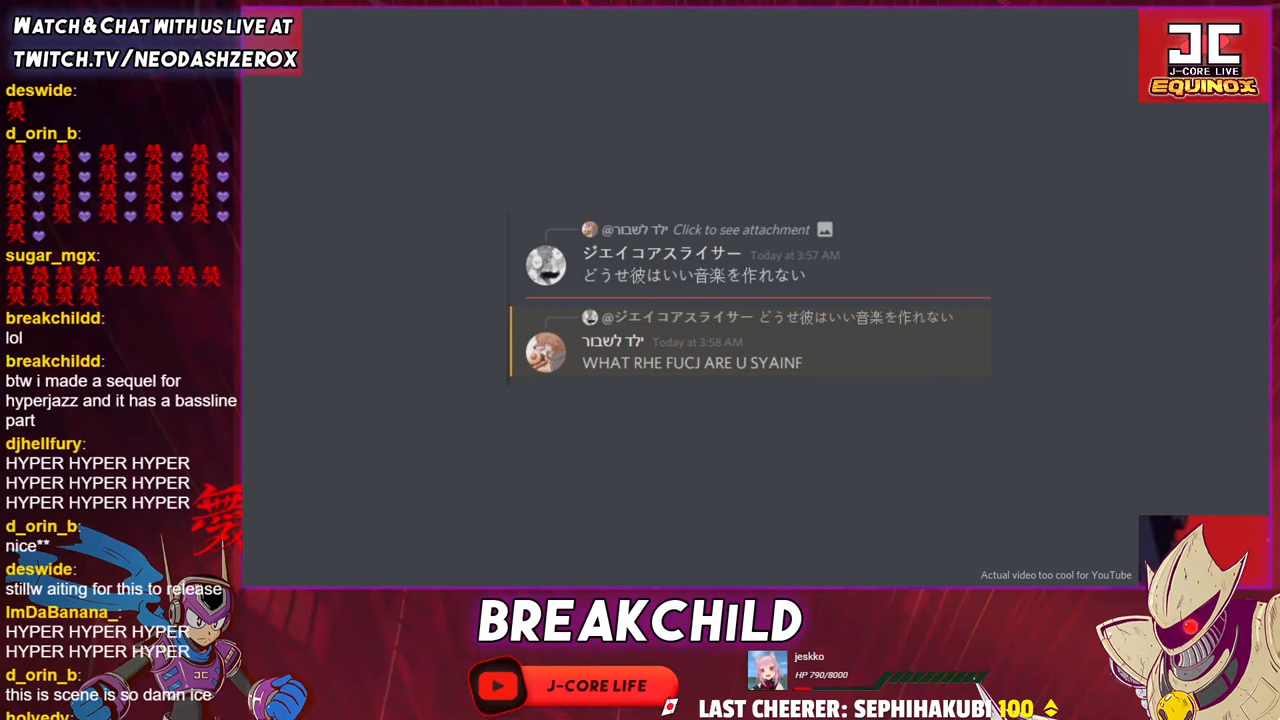 WATCH & CHAT WITH US LIVE AT
TWITCH.TV/NEODASHZEROX
deswide:
d_orin_b:
sugar_mgx:
breakchildd:
lol
breakchildd:
btw i made a sequel for
hyperjazz and it has a bassline
part
djhellfury:
HYPER HYPER HYPER
HYPER HYPER HYPER
HYPER HYPER HYPER
d_orin_b:
nice**
deswide:
stillw aiting for this to release
ImDaBanana_:
HYPER HYPER HYPER
HYPER HYPER HYPER
d_orin_b:
this is scene is so damn ice
holyedy:
JC
J-CORE LIVE
EQUINOX
@ילד לשבור Click to see attachment
ジエイコアスライサー Today at 3:57 AM
どうせ彼はいい音楽を作れない
@ジエイコアスライサー どうせ彼はいい音楽を作れない
ילד לשבור Today at 3:58 AM
WHAT RHE FUCJ ARE U SYAINF
Actual video too cool for YouTube
BREAKCHILD
J-CORE LIFE
jeskko
HP 790/8000
LAST CHEERER: SEPHIHAKUBI 100